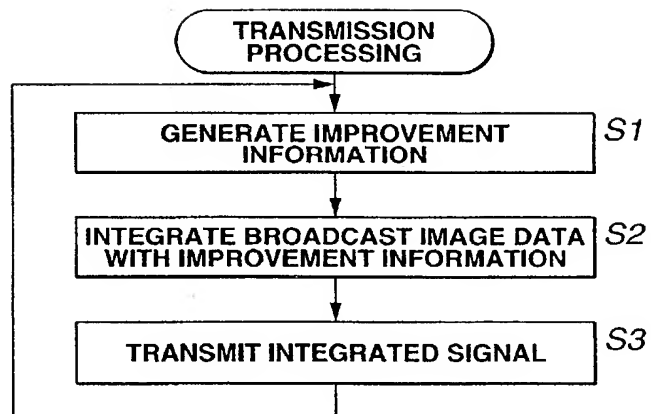 TRANSMISSION
PROCESSING
GENERATE IMPROVEMENT
INFORMATION
S1
INTEGRATE BROADCAST IMAGE DATA
WITH IMPROVEMENT INFORMATION
S2
TRANSMIT INTEGRATED SIGNAL
S3